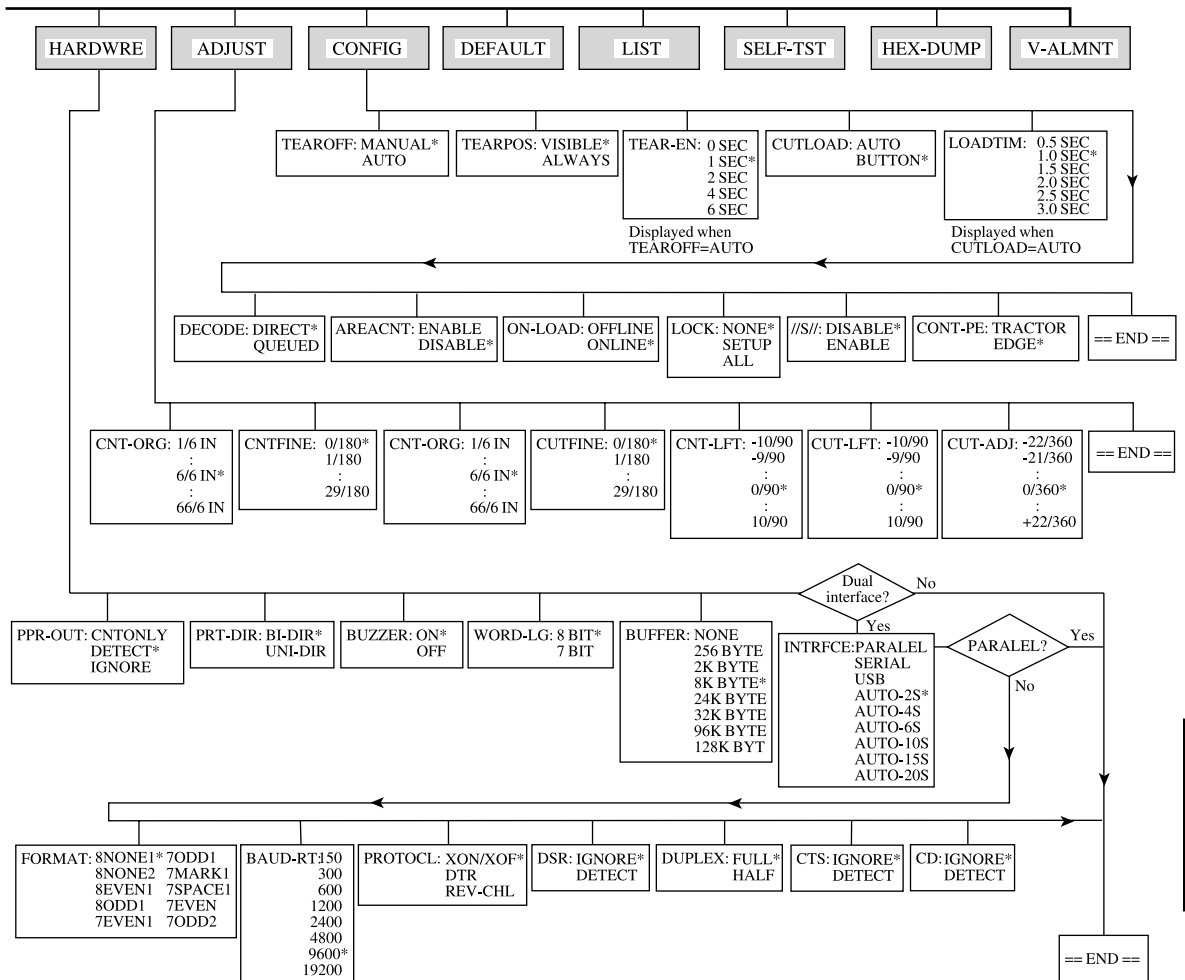 HARDWRE ADJUST CONFIG DEFAULT LIST SELF-TST HEX-DUMP V-ALMNT
TEAROFF: MANUAL*
AUTO
TEARPOS: VISIBLE*
ALWAYS
TEAR-EN: 0 SEC
1 SEC*
2 SEC
4 SEC
6 SEC
Displayed when
TEAROFF=AUTO
CUTLOAD: AUTO
BUTTON*
LOADTIM: 0.5 SEC
1.0 SEC*
1.5 SEC
2.0 SEC
2.5 SEC
3.0 SEC
Displayed when
CUTLOAD=AUTO
DECODE: DIRECT*
QUEUED
AREACNT: ENABLE
DISABLE*
ON-LOAD: OFFLINE
ONLINE*
LOCK: NONE*
SETUP
ALL
//S//: DISABLE*
ENABLE
CONT-PE: TRACTOR
EDGE*
== END ==
CNT-ORG: 1/6 IN
:
6/6 IN*
:
66/6 IN
CNTFINE: 0/180*
1/180
:
29/180
CNT-ORG: 1/6 IN
:
6/6 IN*
:
66/6 IN
CUTFINE: 0/180*
1/180
:
29/180
CNT-LFT: -10/90
-9/90
:
0/90*
:
10/90
CUT-LFT: -10/90
-9/90
:
0/90*
:
10/90
CUT-ADJ: -22/360
-21/360
:
0/360*
:
+22/360
== END ==
PPR-OUT: CNTONLY
DETECT*
IGNORE
PRT-DIR: BI-DIR*
UNI-DIR
BUZZER: ON*
OFF
WORD-LG: 8 BIT*
7 BIT
BUFFER: NONE
256 BYTE
2K BYTE
8K BYTE*
24K BYTE
32K BYTE
96K BYTE
128K BYT
Dual
interface?
No
Yes
INTRFCE:PARALEL
SERIAL
USB
AUTO-2S*
AUTO-4S
AUTO-6S
AUTO-10S
AUTO-15S
AUTO-20S
PARALEL?
Yes
No
FORMAT: 8NONE1* 7ODD1
8NONE2 7MARK1
8EVEN1 7SPACE1
8ODD1 7EVEN
7EVEN1 7ODD2
BAUD-RT:150
300
600
1200
2400
4800
9600*
19200
PROTOCL: XON/XOF*
DTR
REV-CHL
DSR: IGNORE*
DETECT
DUPLEX: FULL*
HALF
CTS: IGNORE*
DETECT
CD: IGNORE*
DETECT
== END ==